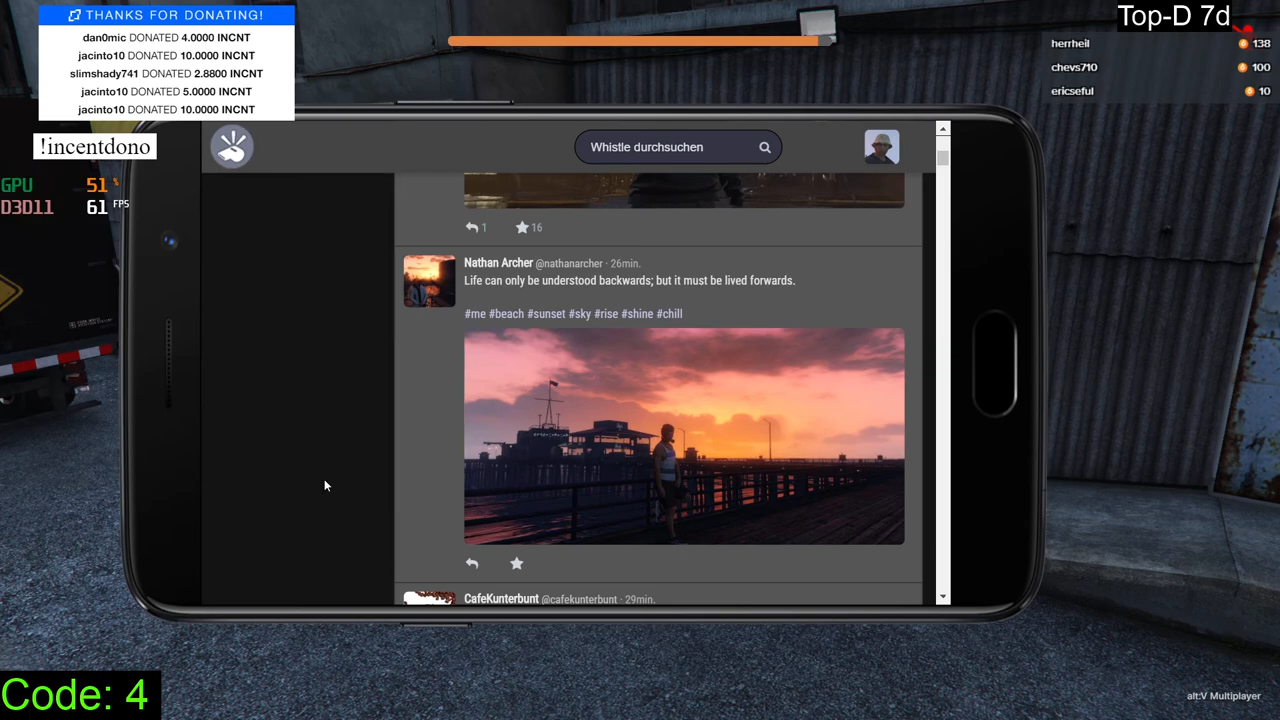 THANKS FOR DONATING!
dan0mic DONATED 4.0000 INCNT
jacinto10 DONATED 10.0000 INCNT
slimshady741 DONATED 2.8800 INCNT
jacinto10 DONATED 5.0000 INCNT
jacinto10 DONATED 10.0000 INCNT
!incentdono
GPU 51 %
D3D11 61 FPS
Top-D 7d
herrheil 138
chevs710 100
ericseful 10
Whistle durchsuchen
1 16
Nathan Archer @nathanarcher · 26min.
Life can only be understood backwards; but it must be lived forwards.
#me #beach #sunset #sky #rise #shine #chill
CafeKunterbunt @cafekunterbunt · 29min.
Code: 4
alt:V Multiplayer